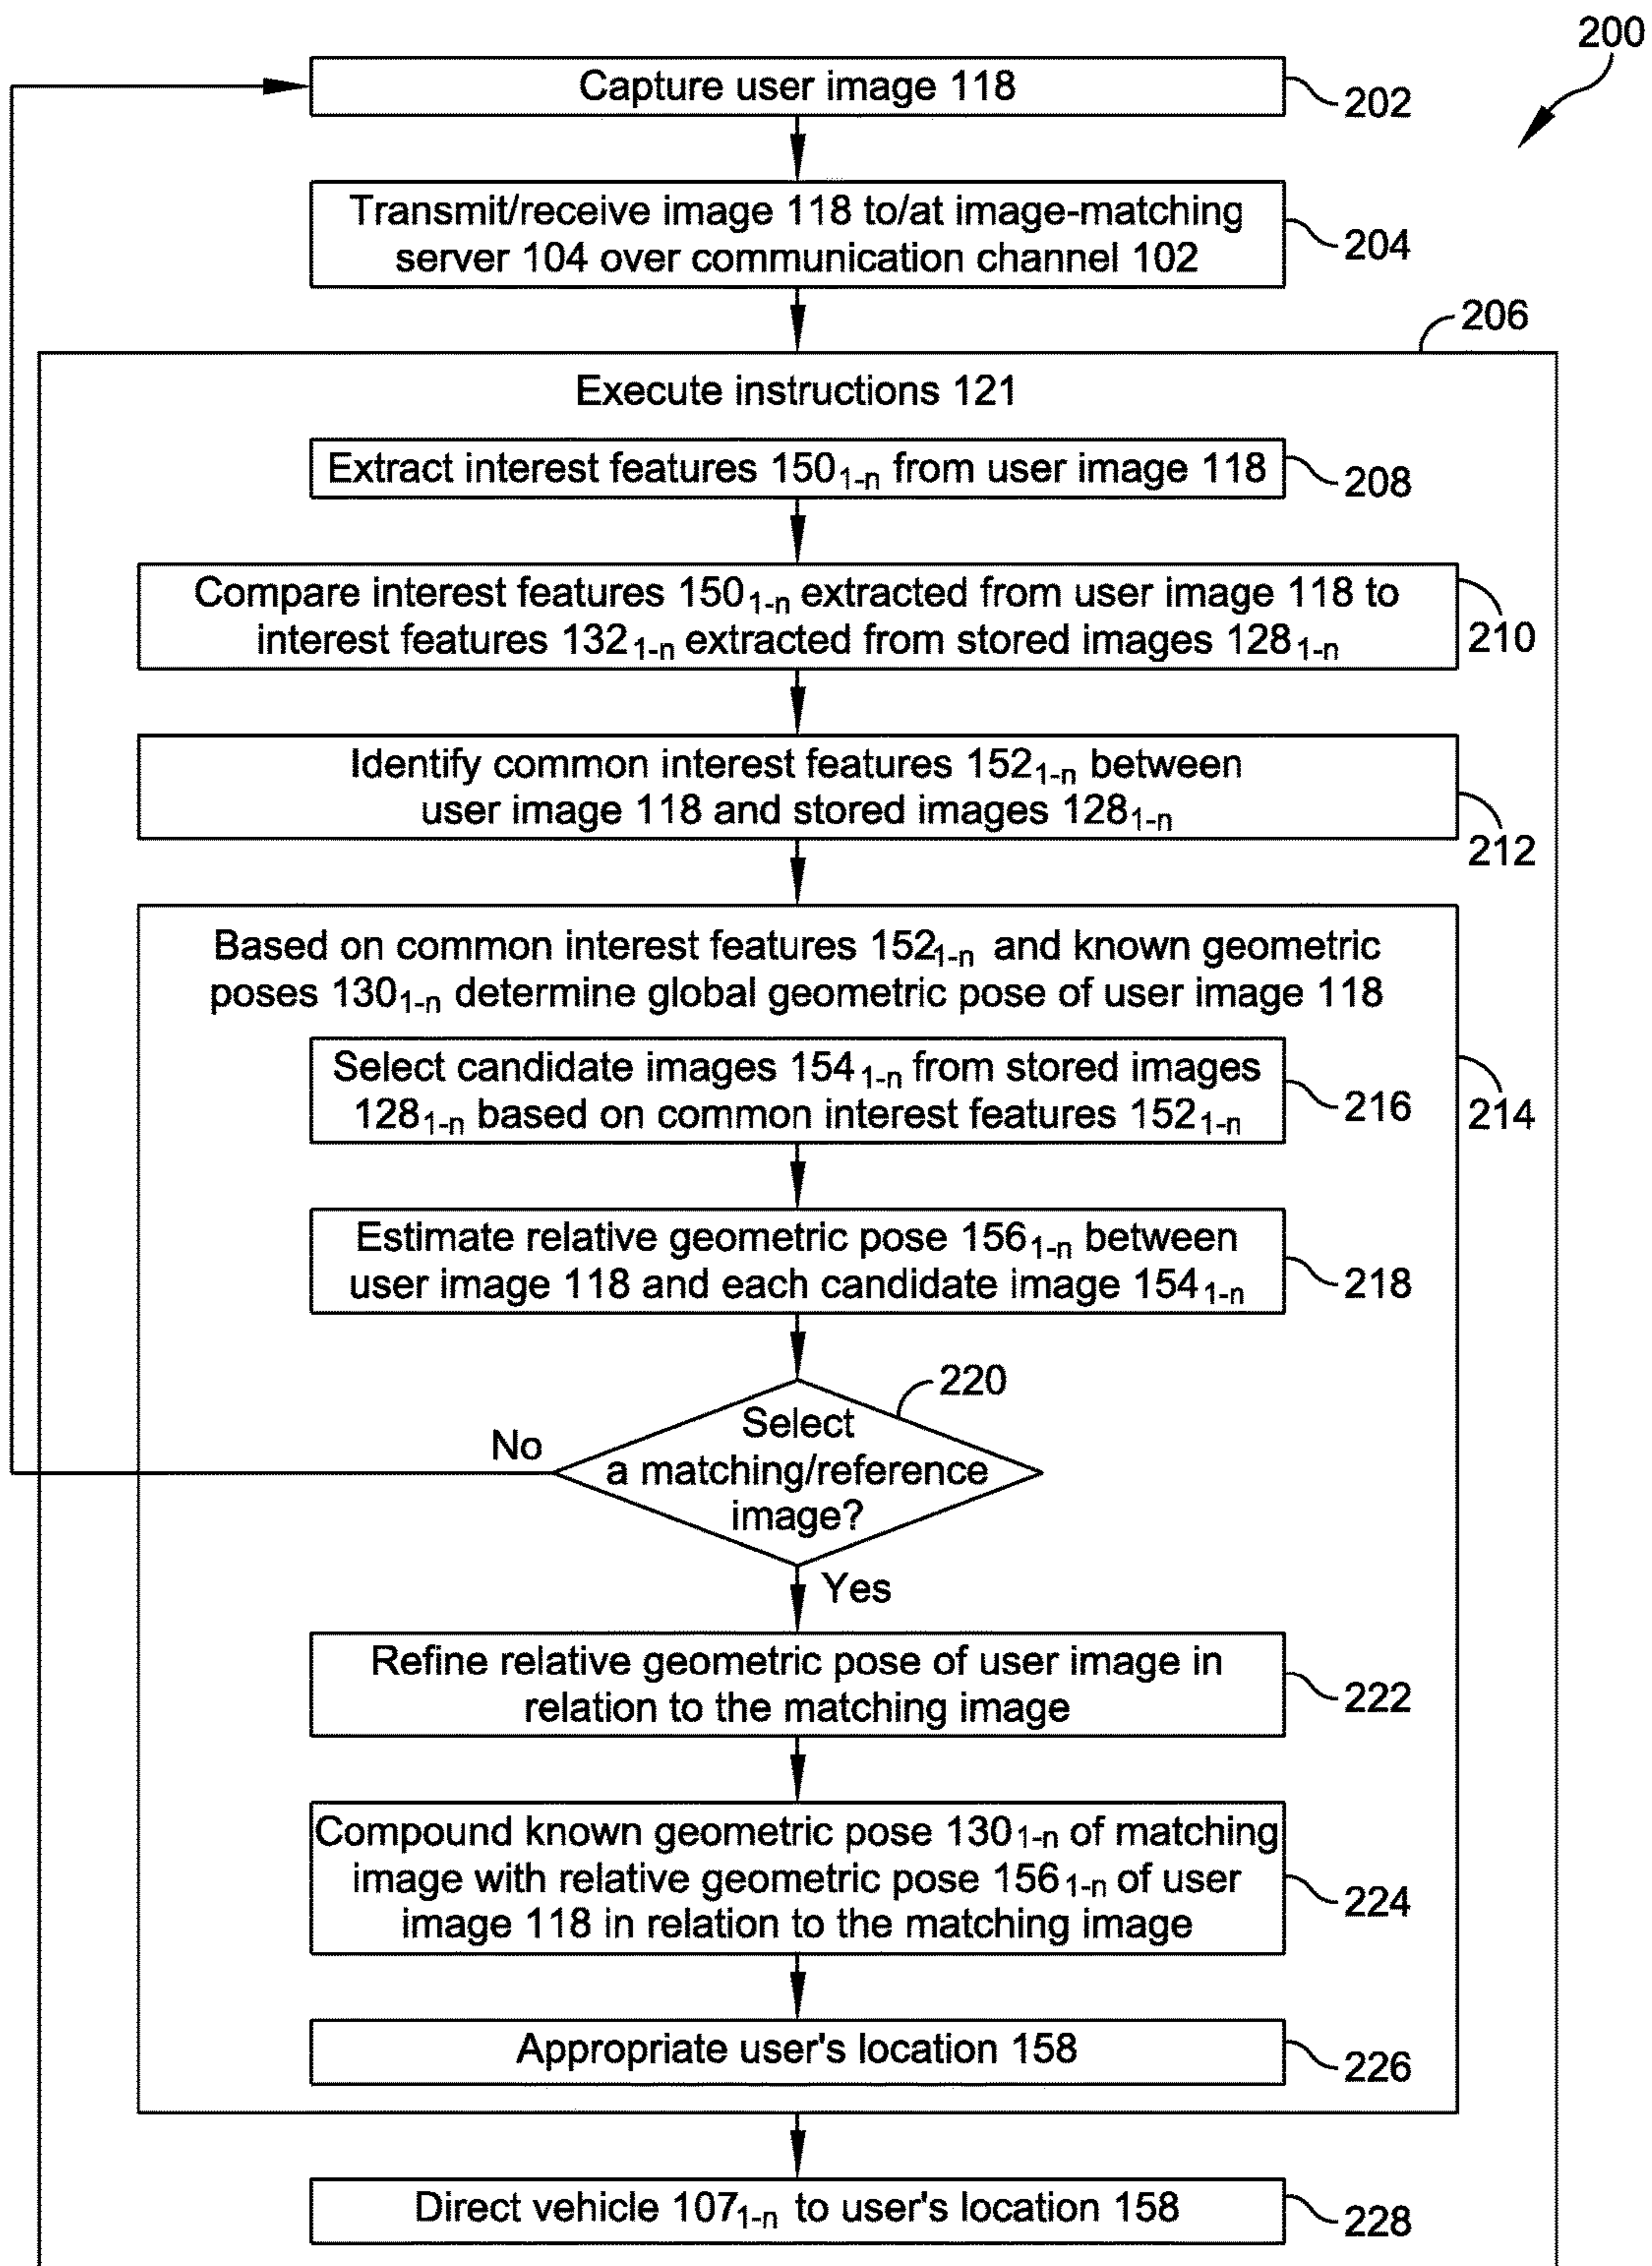 200
Capture user image 118
202
Transmit/receive image 118 to/at image-matching
server 104 over communication channel 102
204
206
Execute instructions 121
Extract interest features 150₁₋ₙ from user image 118
208
Compare interest features 150₁₋ₙ extracted from user image 118 to
interest features 132₁₋ₙ extracted from stored images 128₁₋ₙ
210
Identify common interest features 152₁₋ₙ between
user image 118 and stored images 128₁₋ₙ
212
Based on common interest features 152₁₋ₙ and known geometric
poses 130₁₋ₙ determine global geometric pose of user image 118
214
Select candidate images 154₁₋ₙ from stored images
128₁₋ₙ based on common interest features 152₁₋ₙ
216
Estimate relative geometric pose 156₁₋ₙ between
user image 118 and each candidate image 154₁₋ₙ
218
220
Select
a matching/reference
image?
No
Yes
Refine relative geometric pose of user image in
relation to the matching image
222
Compound known geometric pose 130₁₋ₙ of matching
image with relative geometric pose 156₁₋ₙ of user
image 118 in relation to the matching image
224
Appropriate user's location 158
226
Direct vehicle 107₁₋ₙ to user's location 158
228